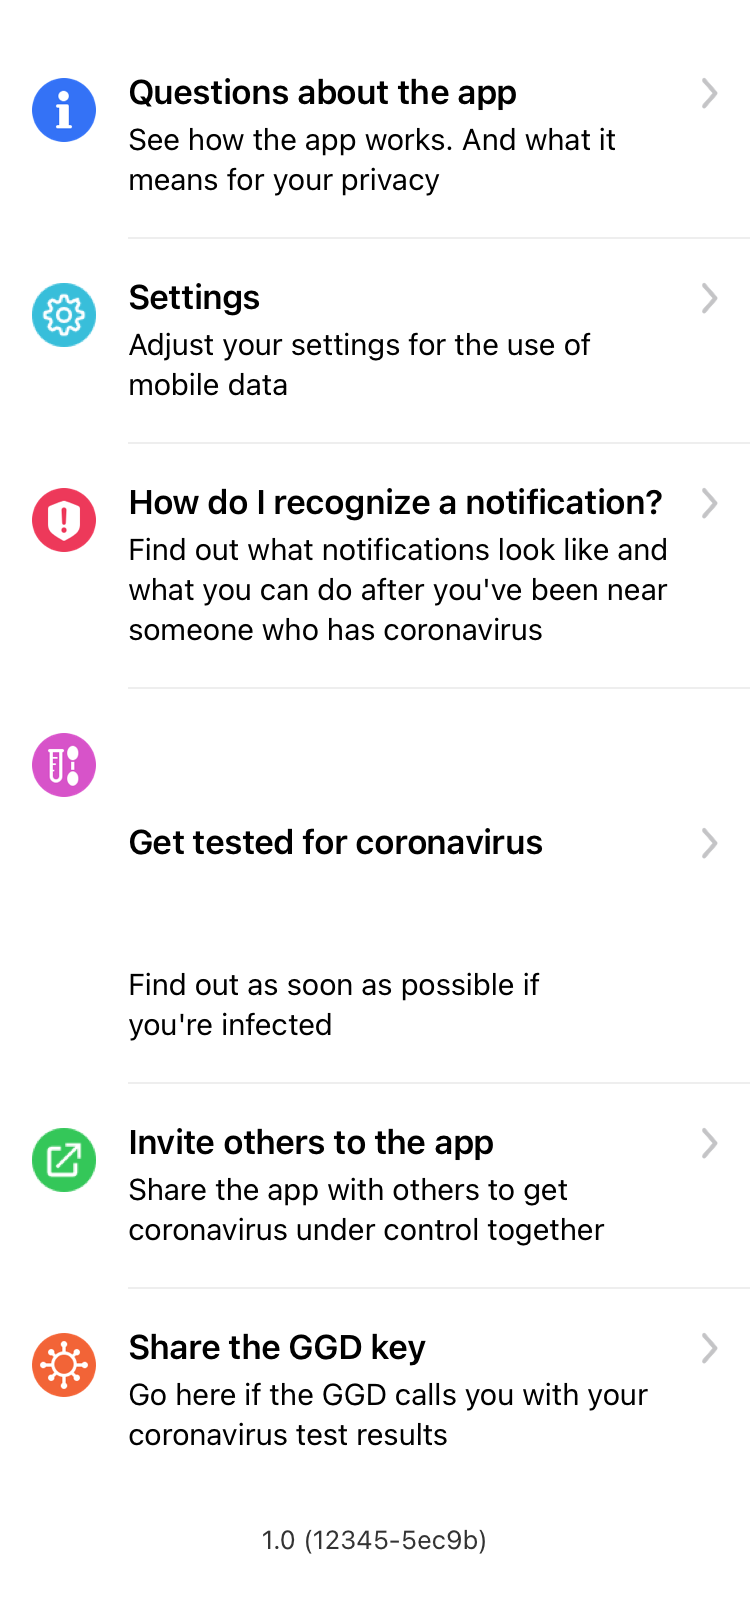 Questions about the app
See how the app works. And what it
means for your privacy
Settings
Adjust your settings for the use of
mobile data
How do I recognize a notification?
Find out what notifications look like and
what you can do after you've been near
someone who has coronavirus
Get tested for coronavirus
Find out as soon as possible if
you're infected
Invite others to the app
Share the app with others to get
coronavirus under control together
Share the GGD key
Go here if the GGD calls you with your
coronavirus test results
1.0 (12345-5ec9b)